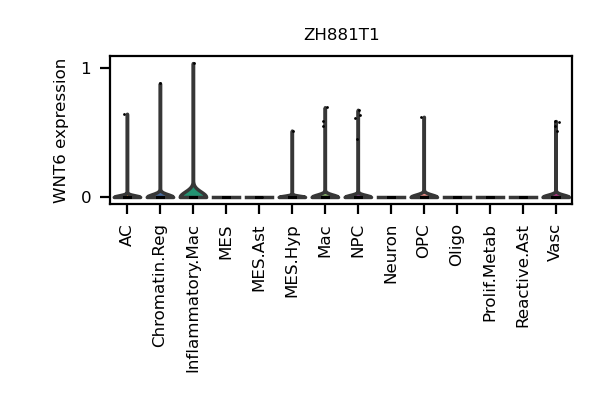 ZH881T1
WNT6 expression
1
0
AC
Chromatin.Reg
Inflammatory.Mac
MES
MES.Ast
MES.Hyp
Mac
NPC
Neuron
OPC
Oligo
Prolif.Metab
Reactive.Ast
Vasc